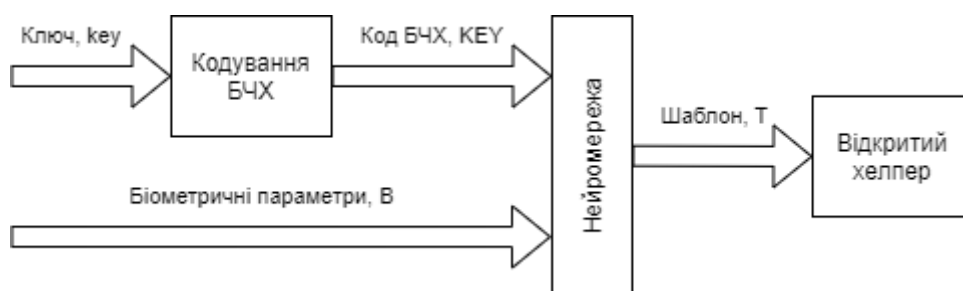 Ключ, key
Кодування
БЧХ
Код БЧХ, KEY
Біометричні параметри, В
Нейромережа
Шаблон, Т
Відкритий
хелпер